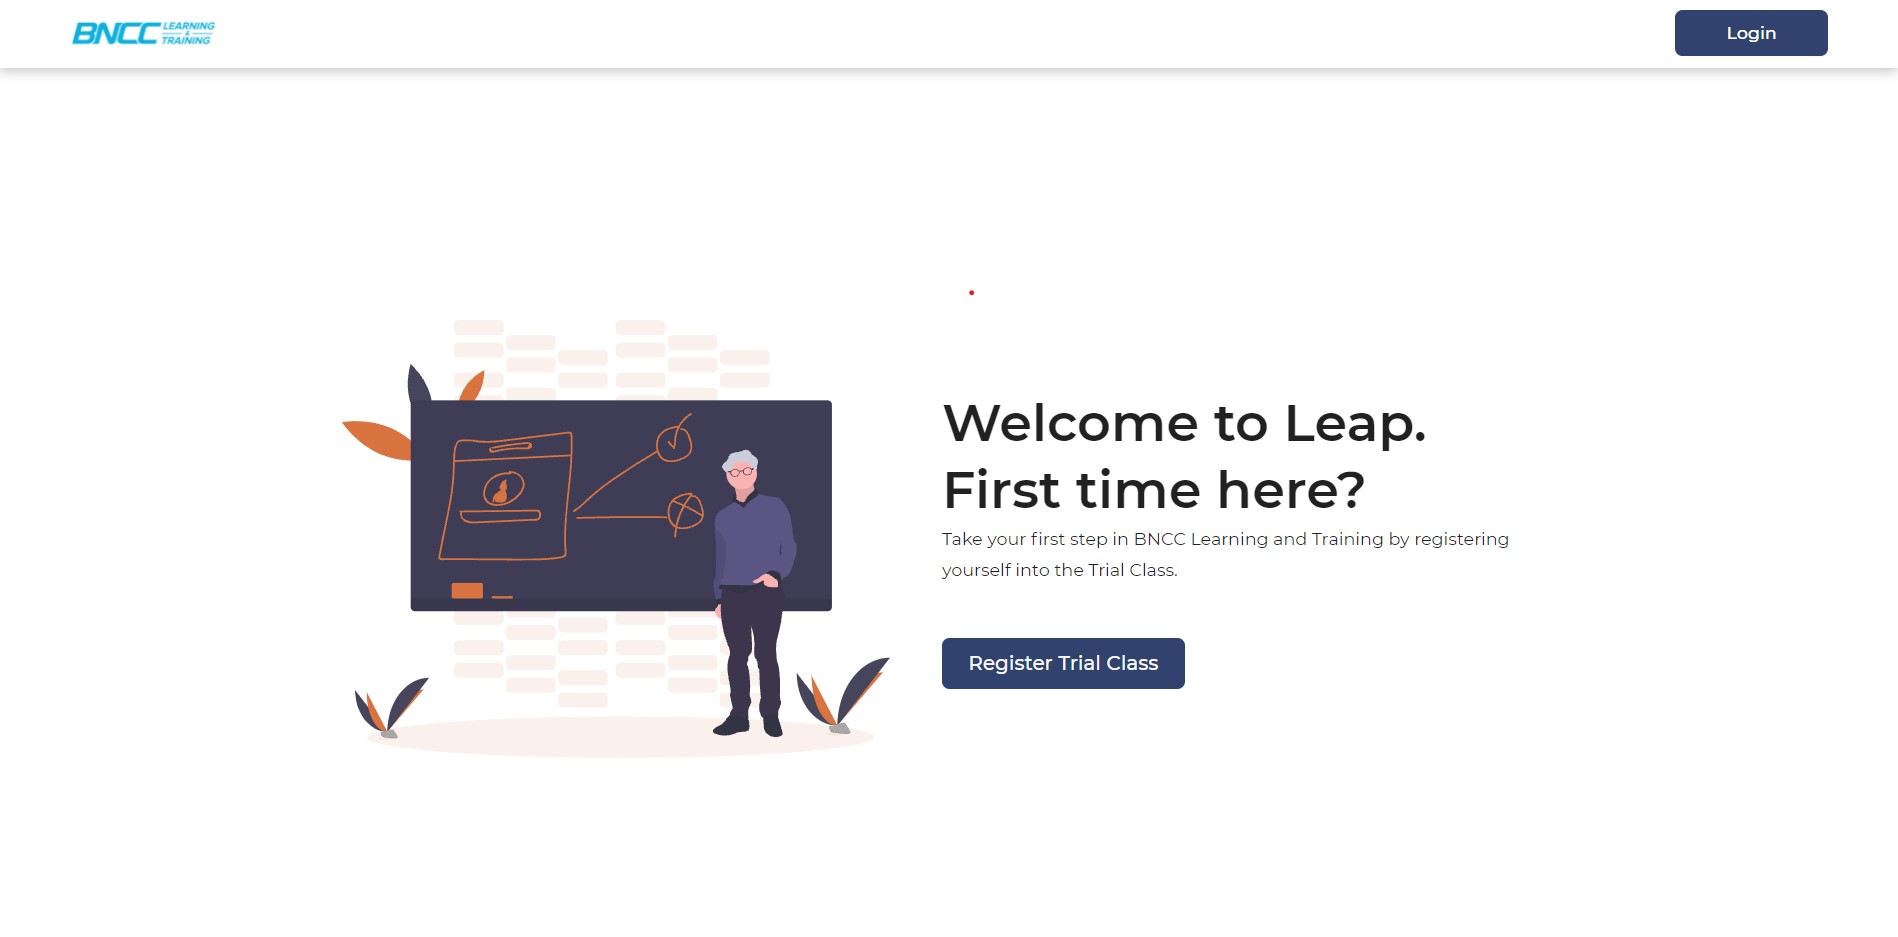 BNCC LEARNING & TRAINING
Login
Welcome to Leap.
First time here?
Take your first step in BNCC Learning and Training by registering
yourself into the Trial Class.
Register Trial Class